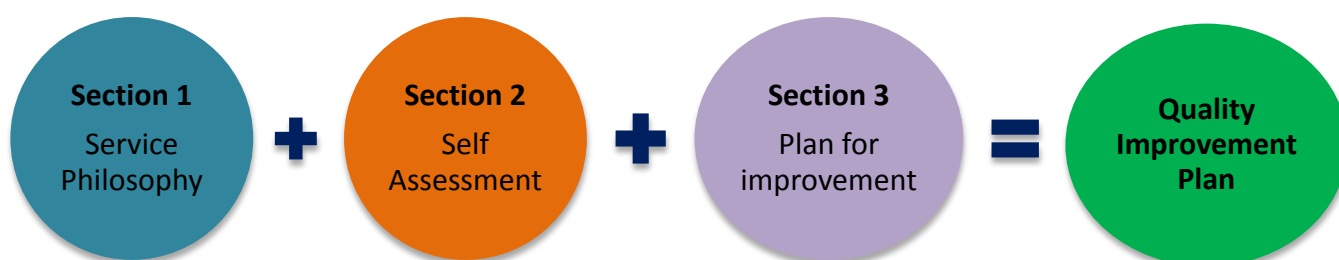 Section 1
Service
Philosophy
Section 2
Self
Assessment
Section 3
Plan for
improvement
Quality
Improvement
Plan